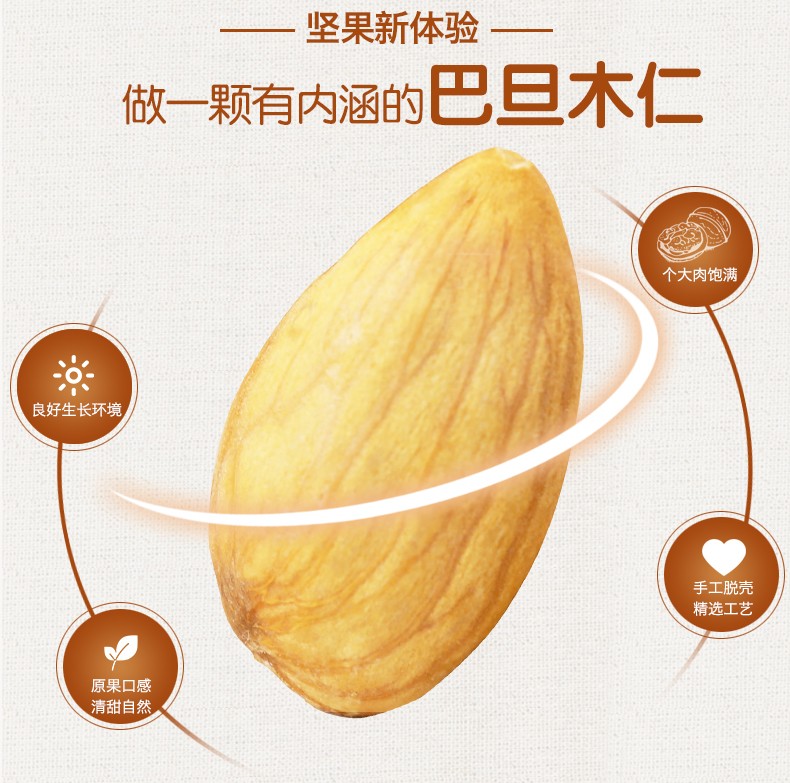 坚果新体验
做一颗有内涵的巴旦木仁
个大肉饱满
良好生长环境
手工脱壳
精选工艺
原果口感
清甜自然